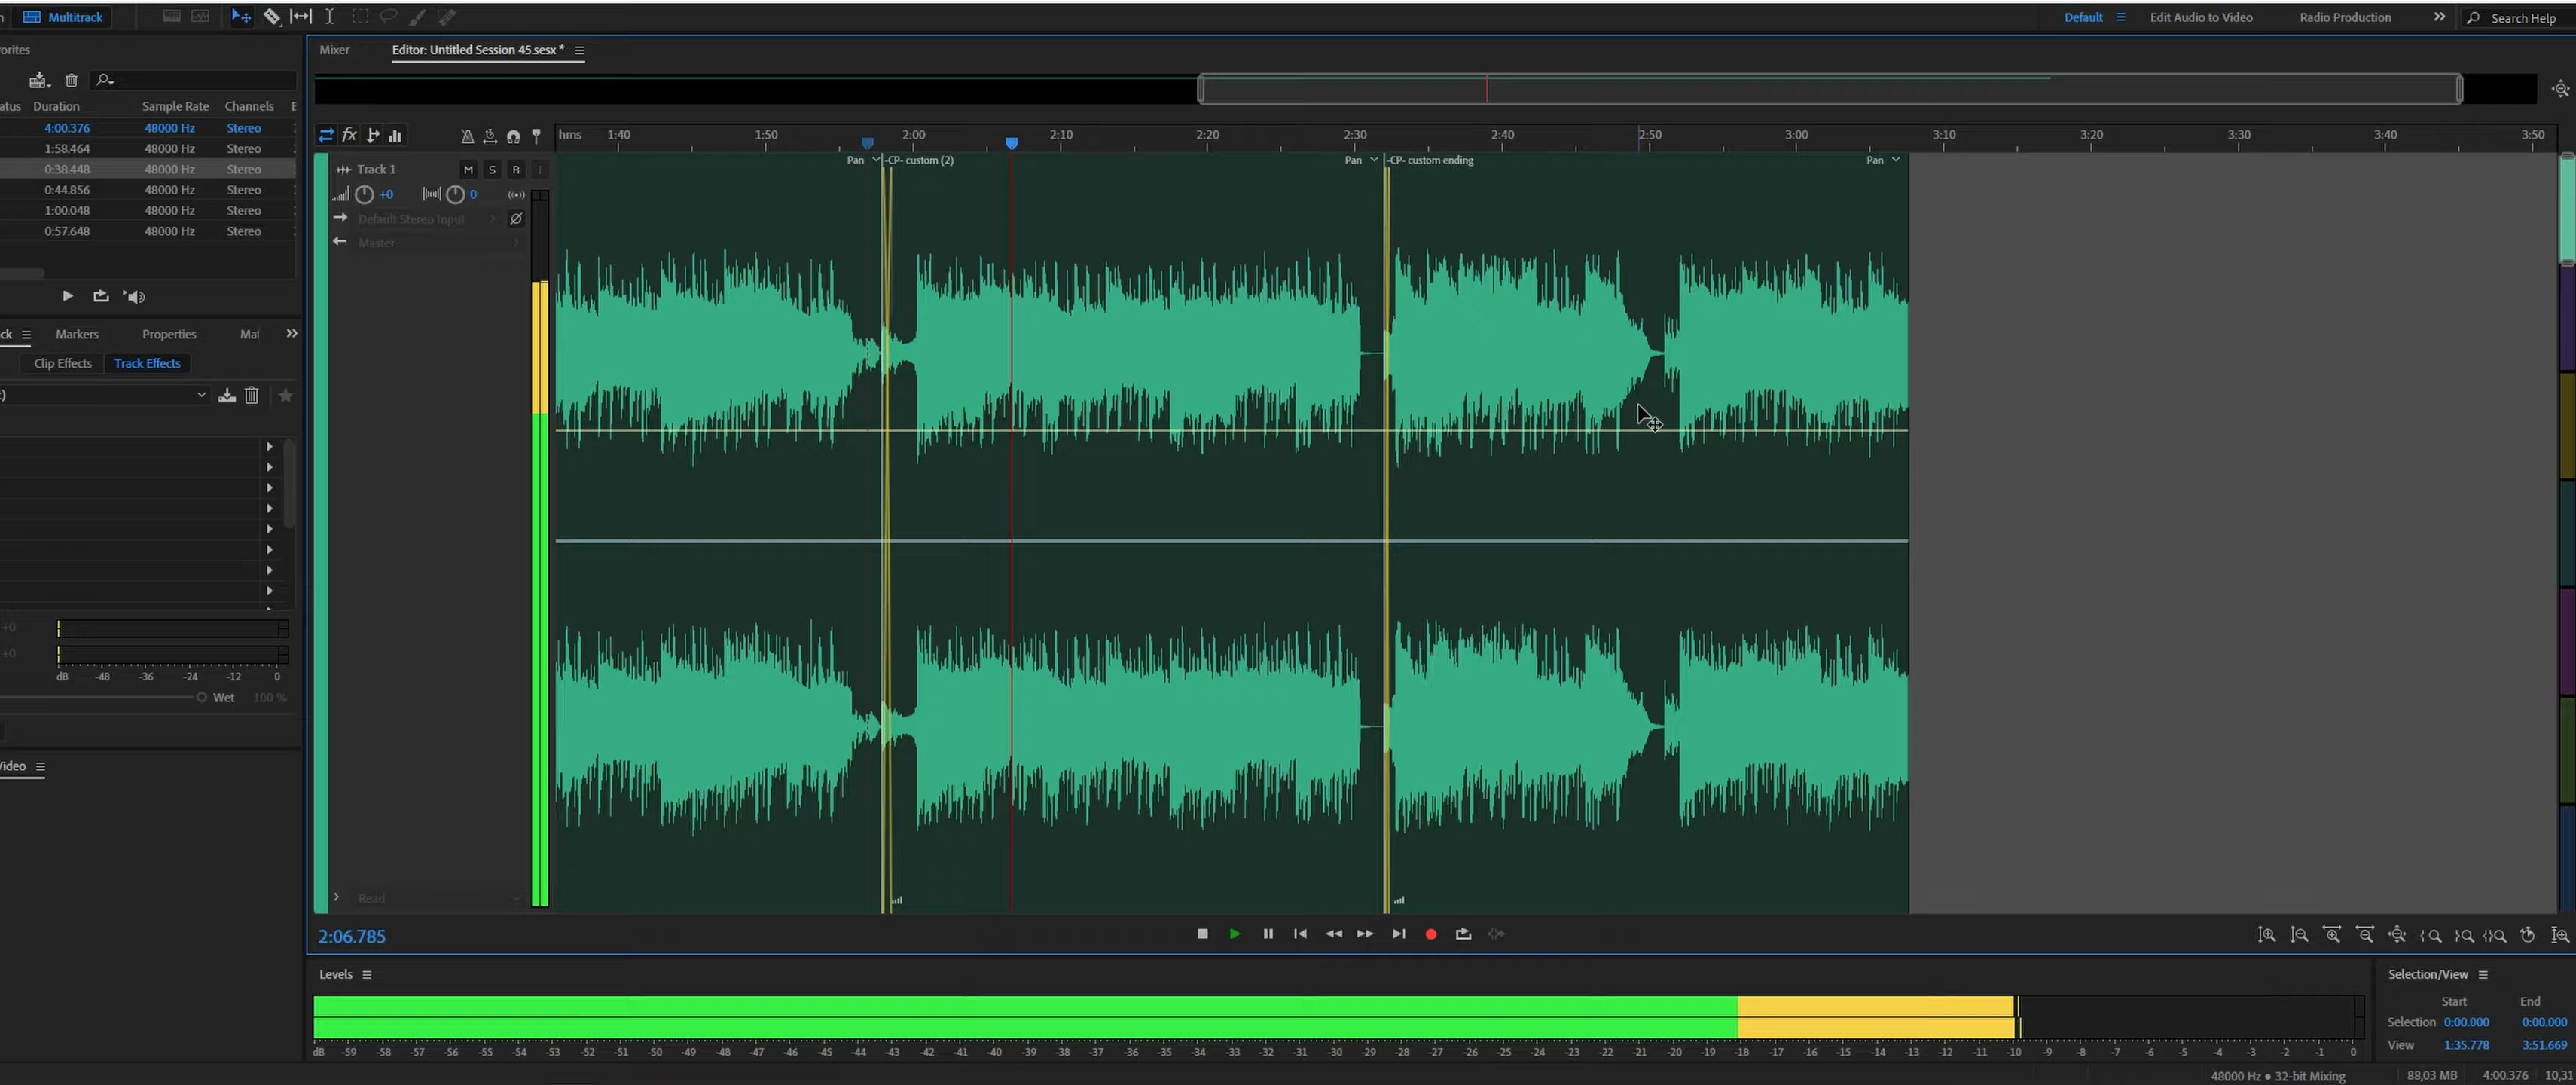 Multitrack
Default
Edit Audio to Video
Radio Production
Search Help
orites
Mixer
Editor: Untitled Session 45.sesx *
atus Duration Sample Rate Channels
4:00.376 48000 Hz Stereo
1:58.464 48000 Hz Stereo
0:38.448 48000 Hz Stereo
0:44.856 48000 Hz Stereo
1:00.048 48000 Hz Stereo
0:57.648 48000 Hz Stereo
fx
hms 1:40 1:50 2:00 2:10 2:20 2:30 2:40 2:50 3:00 3:10 3:20 3:30 3:40 3:50
Pan -CP- custom (2) Pan -CP- custom ending Pan
Track 1 M S R I
+0 0
Default Stereo Input
Master
ck Markers Properties Mat
Clip Effects Track Effects
+0
+0
dB -48 -36 -24 -12 0
Wet 100 %
Video
Read
2:06.785
Levels
dB -59 -58 -57 -56 -55 -54 -53 -52 -51 -50 -49 -48 -47 -46 -45 -44 -43 -42 -41 -40 -39 -38 -37 -36 -35 -34 -33 -32 -31 -30 -29 -28 -27 -26 -25 -24 -23 -22 -21 -20 -19 -18 -17 -16 -15 -14 -13 -12 -11 -10 -9 -8 -7 -6 -5 -4 -3 -2 -1 0
Selection/View
Start End
Selection 0:00.000 0:00.000
View 1:35.778 3:51.669
48000 Hz • 32-bit Mixing 88,03 MB 4:00.376 10,31